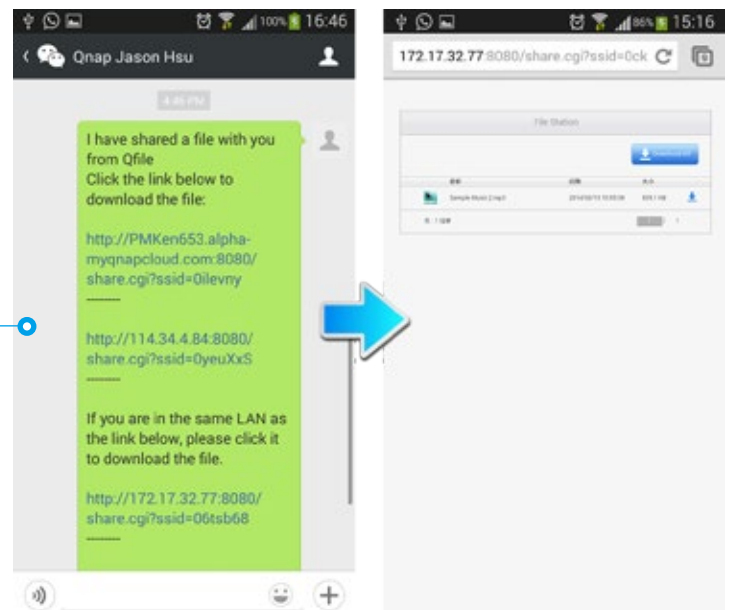 100% 16:46
Qnap Jason Hsu
4:46 PM
I have shared a file with you
from Qfile
Click the link below to
download the file:
http://PMKen653.alpha-
myqnapcloud.com:8080/
share.cgi?ssid=0ilevny
--------
http://114.34.4.84:8080/
share.cgi?ssid=0yeuXxS
--------
If you are in the same LAN as
the link below, please click it
to download the file.
http://172.17.32.77:8080/
share.cgi?ssid=06tsb68
--------
86% 15:16
172.17.32.77:8080/share.cgi?ssid=0ck
File Station
Download All
Sample Music 2.mp3